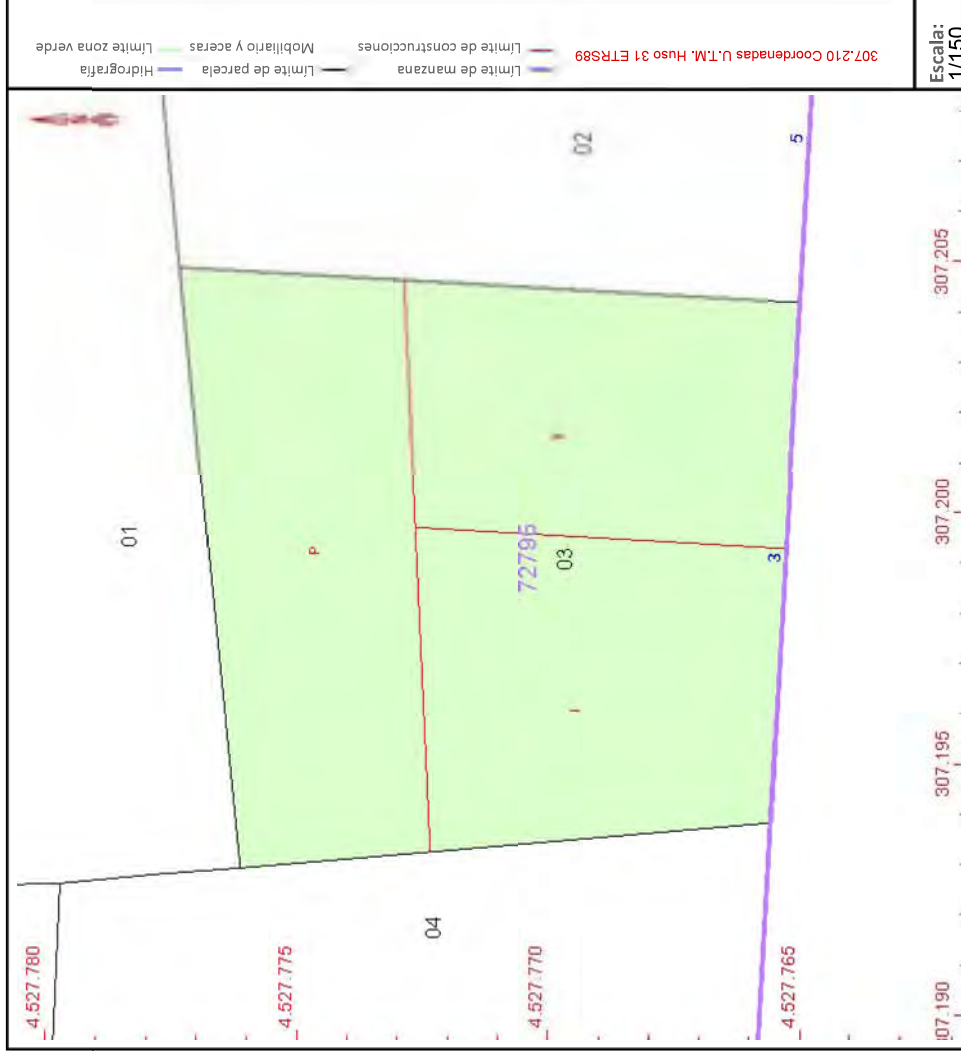 Límite de manzana
Límite de parcela
Hidrografía
307.210 Coordenadas U.T.M. Huso 31 ETRS89
Límite de construcciones
Mobiliario y aceras
Límite zona verde
Escala:
1/150
01
02
P
72795
03
I
3
5
04
4.527.780
4.527.775
4.527.770
4.527.765
307.195
307.200
307.205